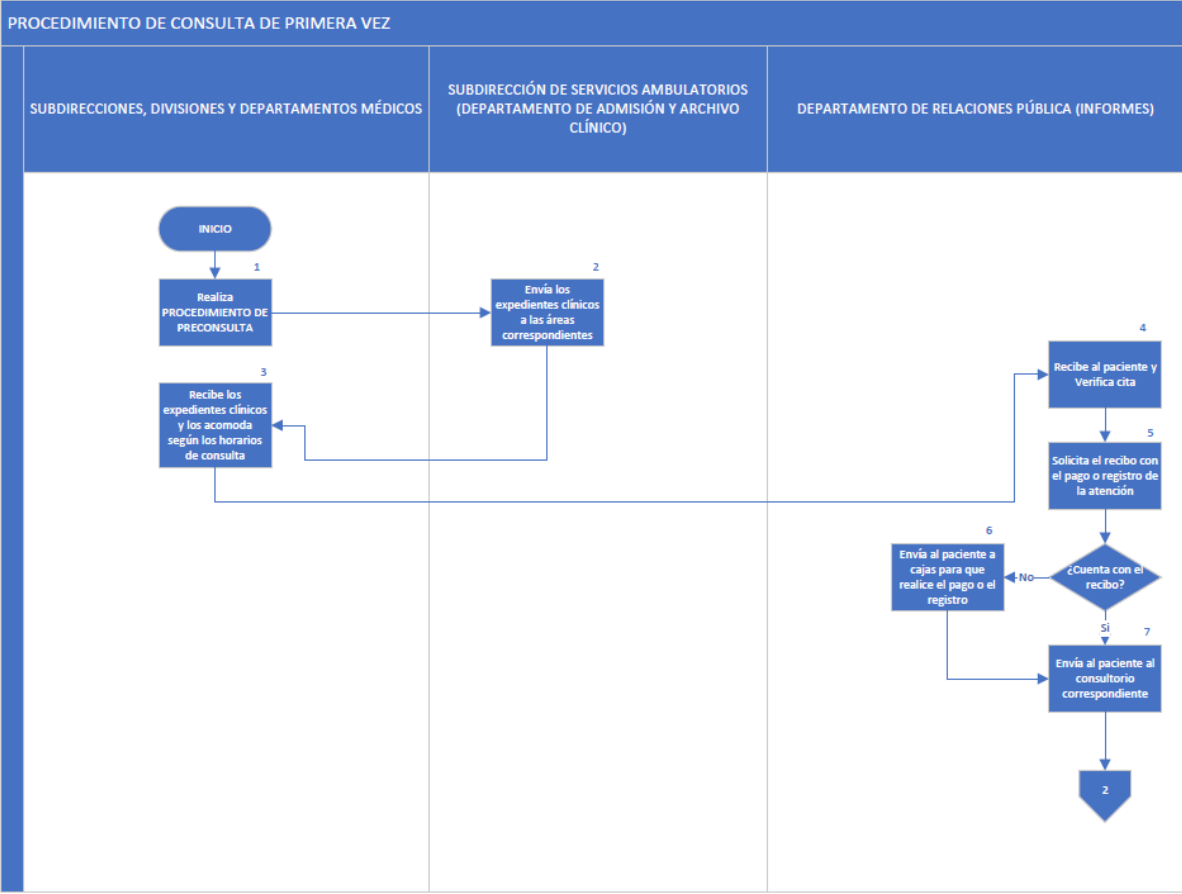 PROCEDIMIENTO DE CONSULTA DE PRIMERA VEZ
SUBDIRECCIONES, DIVISIONES Y DEPARTAMENTOS MÉDICOS
SUBDIRECCIÓN DE SERVICIOS AMBULATORIOS
(DEPARTAMENTO DE ADMISIÓN Y ARCHIVO
CLÍNICO)
DEPARTAMENTO DE RELACIONES PÚBLICA (INFORMES)
INICIO
1
Realiza
PROCEDIMIENTO DE
PRECONSULTA
2
Envía los
expedientes clínicos
a las áreas
correspondientes
3
Recibe los
expedientes clínicos
y los acomoda
según los horarios
de consulta
4
Recibe al paciente y
Verifica cita
5
Solicita el recibo con
el pago o registro de
la atención
¿Cuenta con el
recibo?
No
6
Envía al paciente a
cajas para que
realice el pago o el
registro
Si
7
Envía al paciente al
consultorio
correspondiente
2